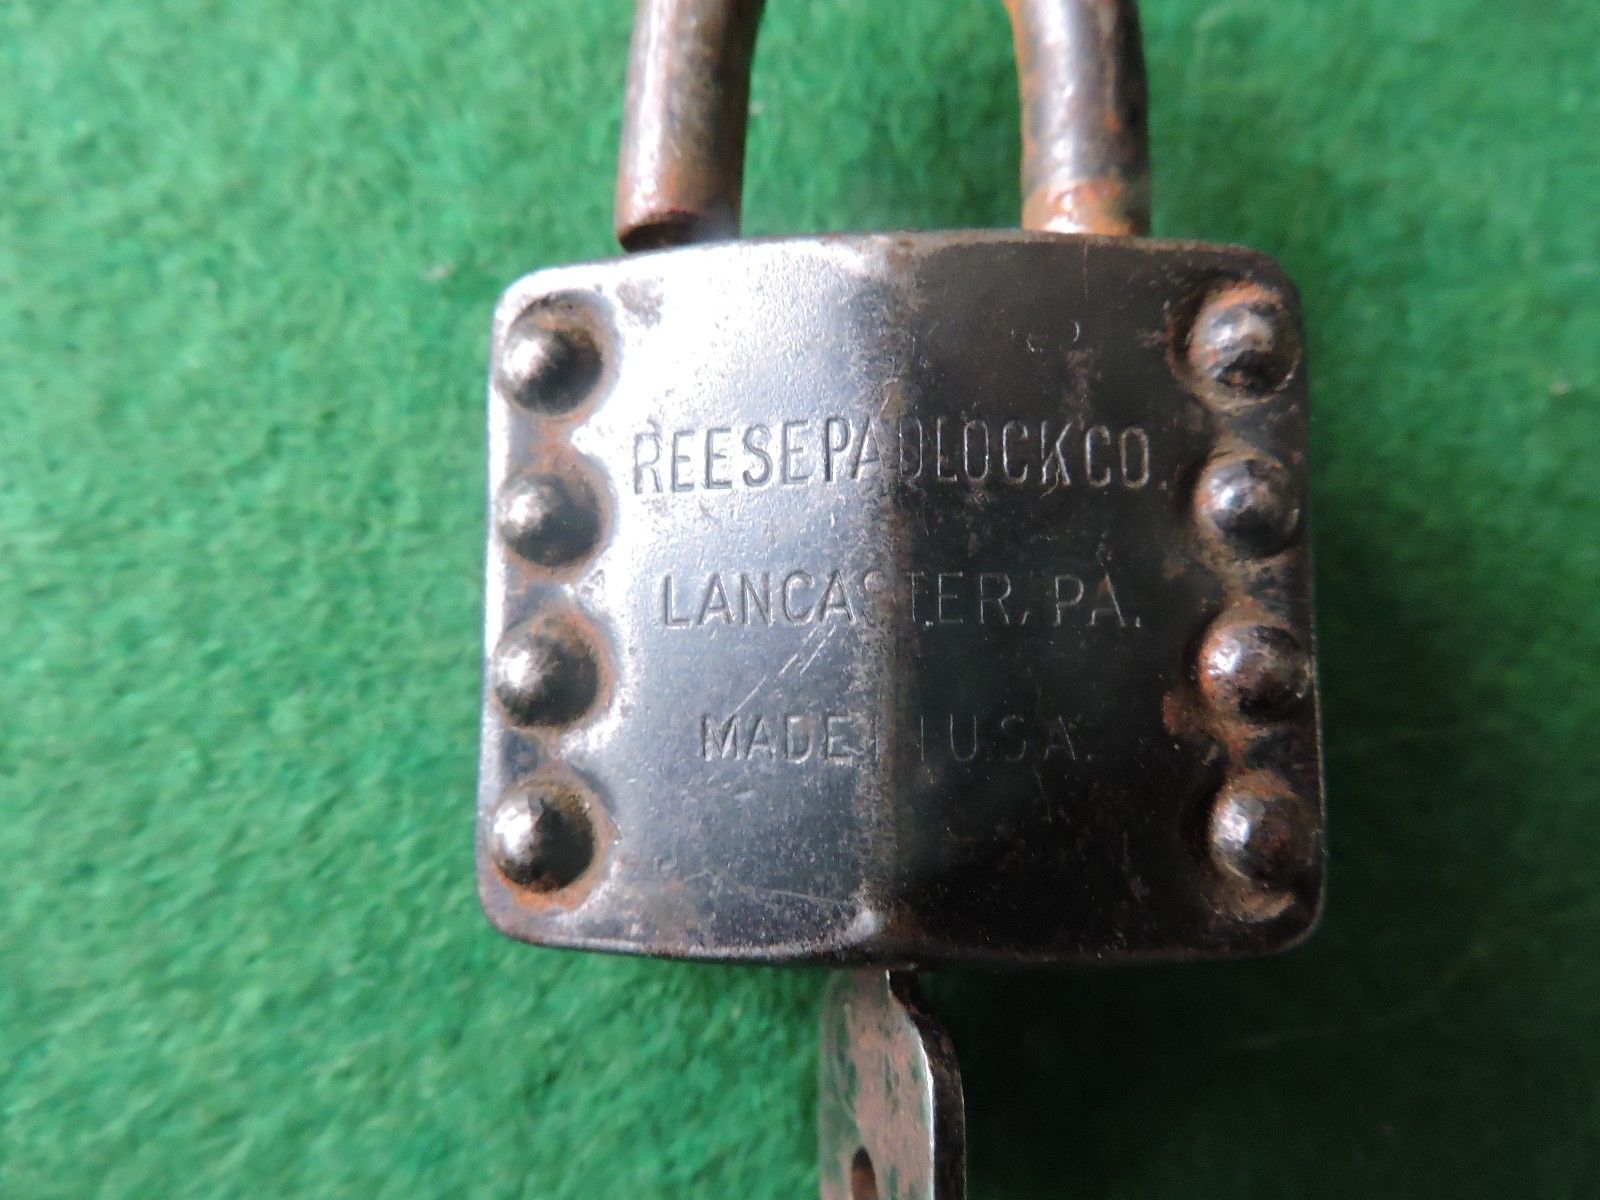 REESE PADLOCK CO.
LANCASTER, PA.
MADE IN U.S.A.